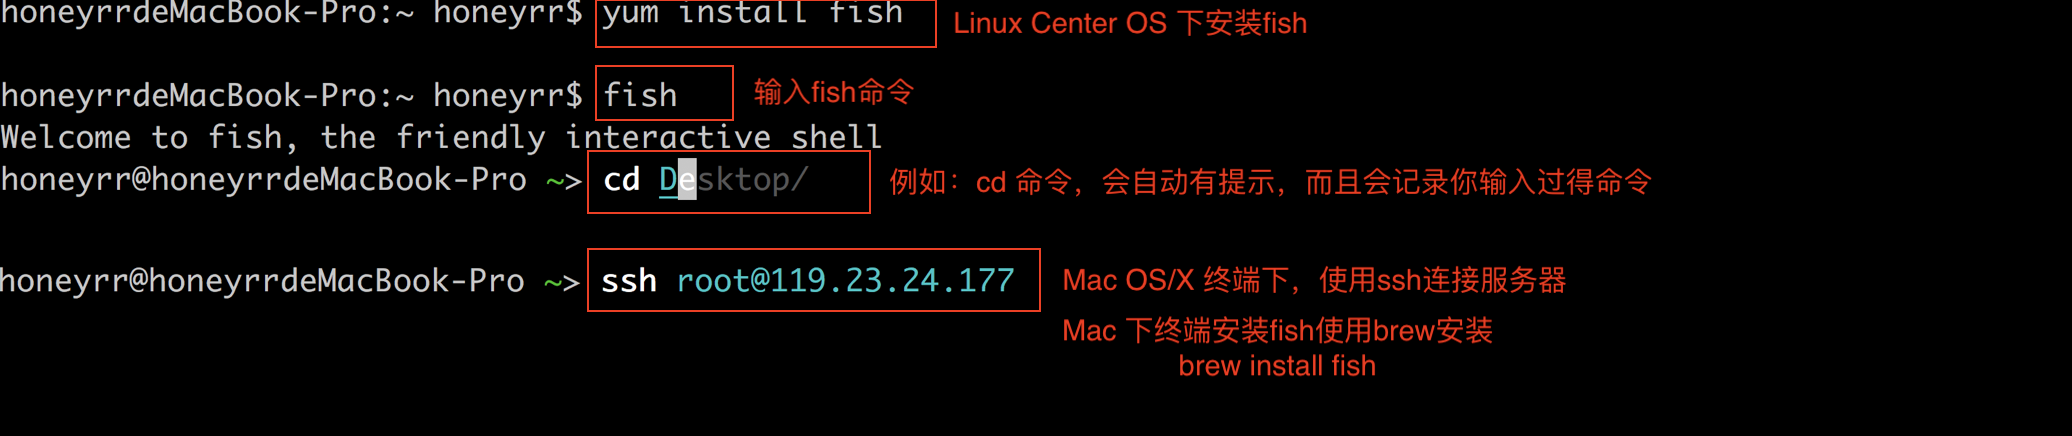 honeyrrdeMacBook-Pro:~ honeyrr$ yum install fish Linux Center OS 下安装fish
honeyrrdeMacBook-Pro:~ honeyrr$ fish 输入fish命令
Welcome to fish, the friendly interactive shell
honeyrr@honeyrrdeMacBook-Pro ~> cd Desktop/ 例如：cd 命令，会自动有提示，而且会记录你输入过得命令
honeyrr@honeyrrdeMacBook-Pro ~> ssh root@119.23.24.177 Mac OS/X 终端下，使用ssh连接服务器
Mac 下终端安装fish使用brew安装
brew install fish